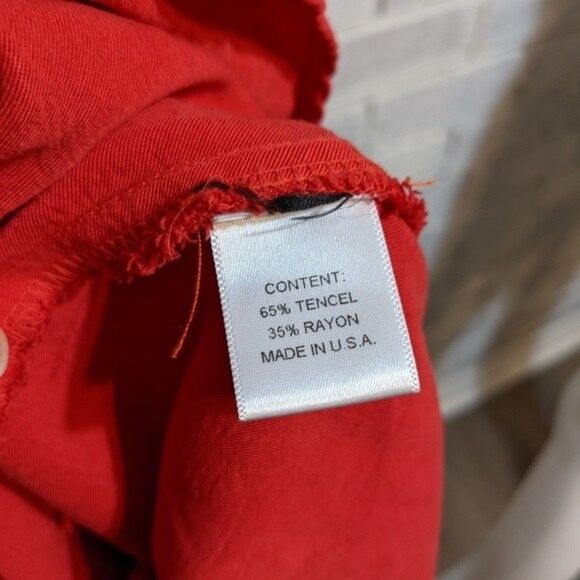 CONTENT:
65% TENCEL
35% RAYON
MADE IN U.S.A.